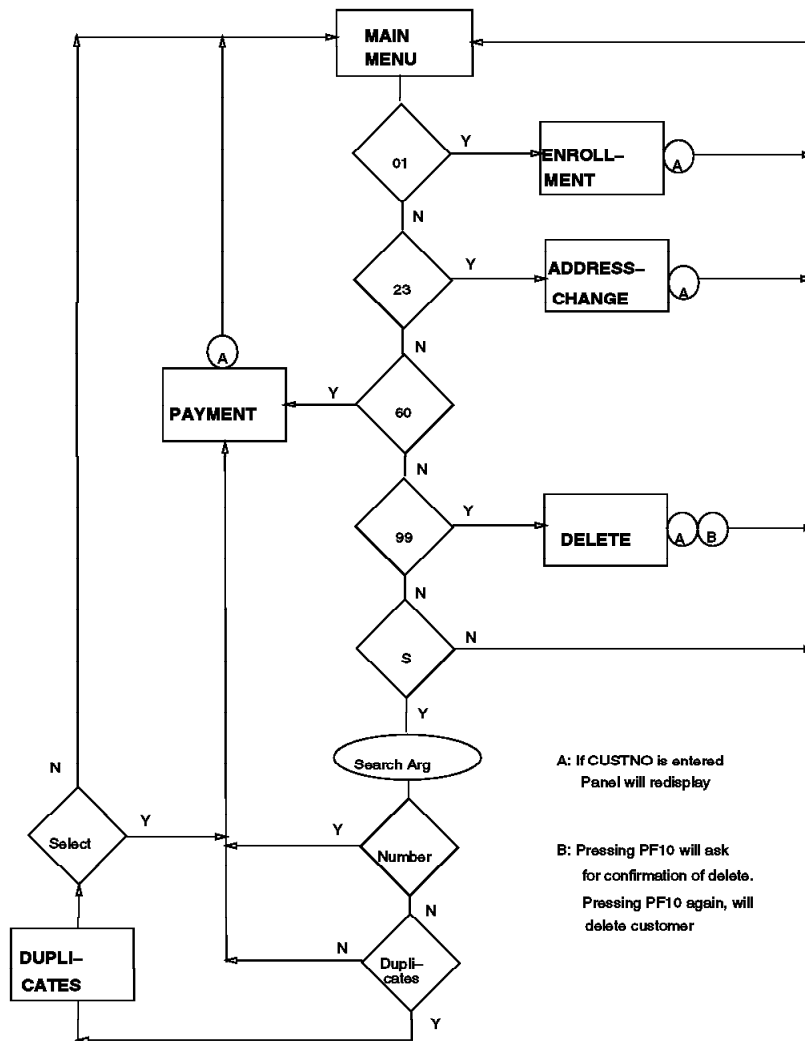 MAIN
MENU
Y
01
ENROLL–
MENT
A
N
Y
23
ADDRESS–
CHANGE
A
N
A
Y
PAYMENT
60
N
Y
99
DELETE
A
B
N
S
N
Y
Search Arg
A: If CUSTNO is entered
Panel will redisplay
N
Select
Y
Y
Number
B: Pressing PF10 will ask
for confirmation of delete.
Pressing PF10 again, will
delete customer
N
DUPLI–
CATES
N
Dupli–
cates
Y